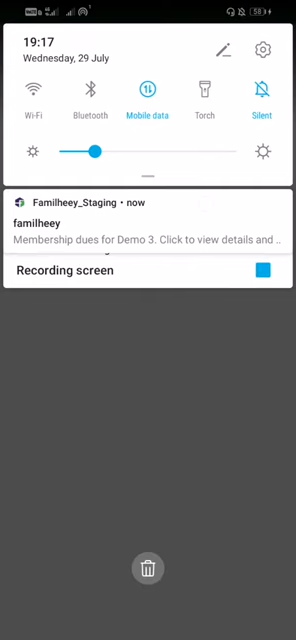 58
19:17
Wednesday, 29 July
Wi-Fi
Bluetooth
Mobile data
Torch
Silent
Familheey_Staging • now
familheey
Membership dues for Demo 3. Click to view details and ..
Recording screen